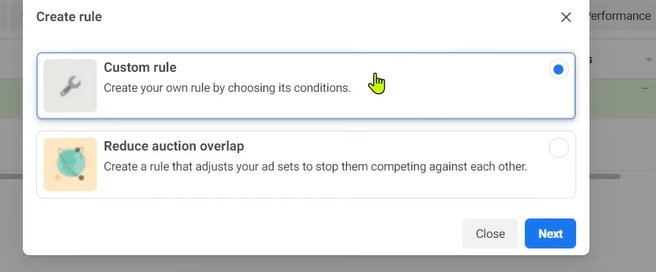 Create rule
Performance
Custom rule
Create your own rule by choosing its conditions.
Reduce auction overlap
Create a rule that adjusts your ad sets to stop them competing against each other.
Close
Next